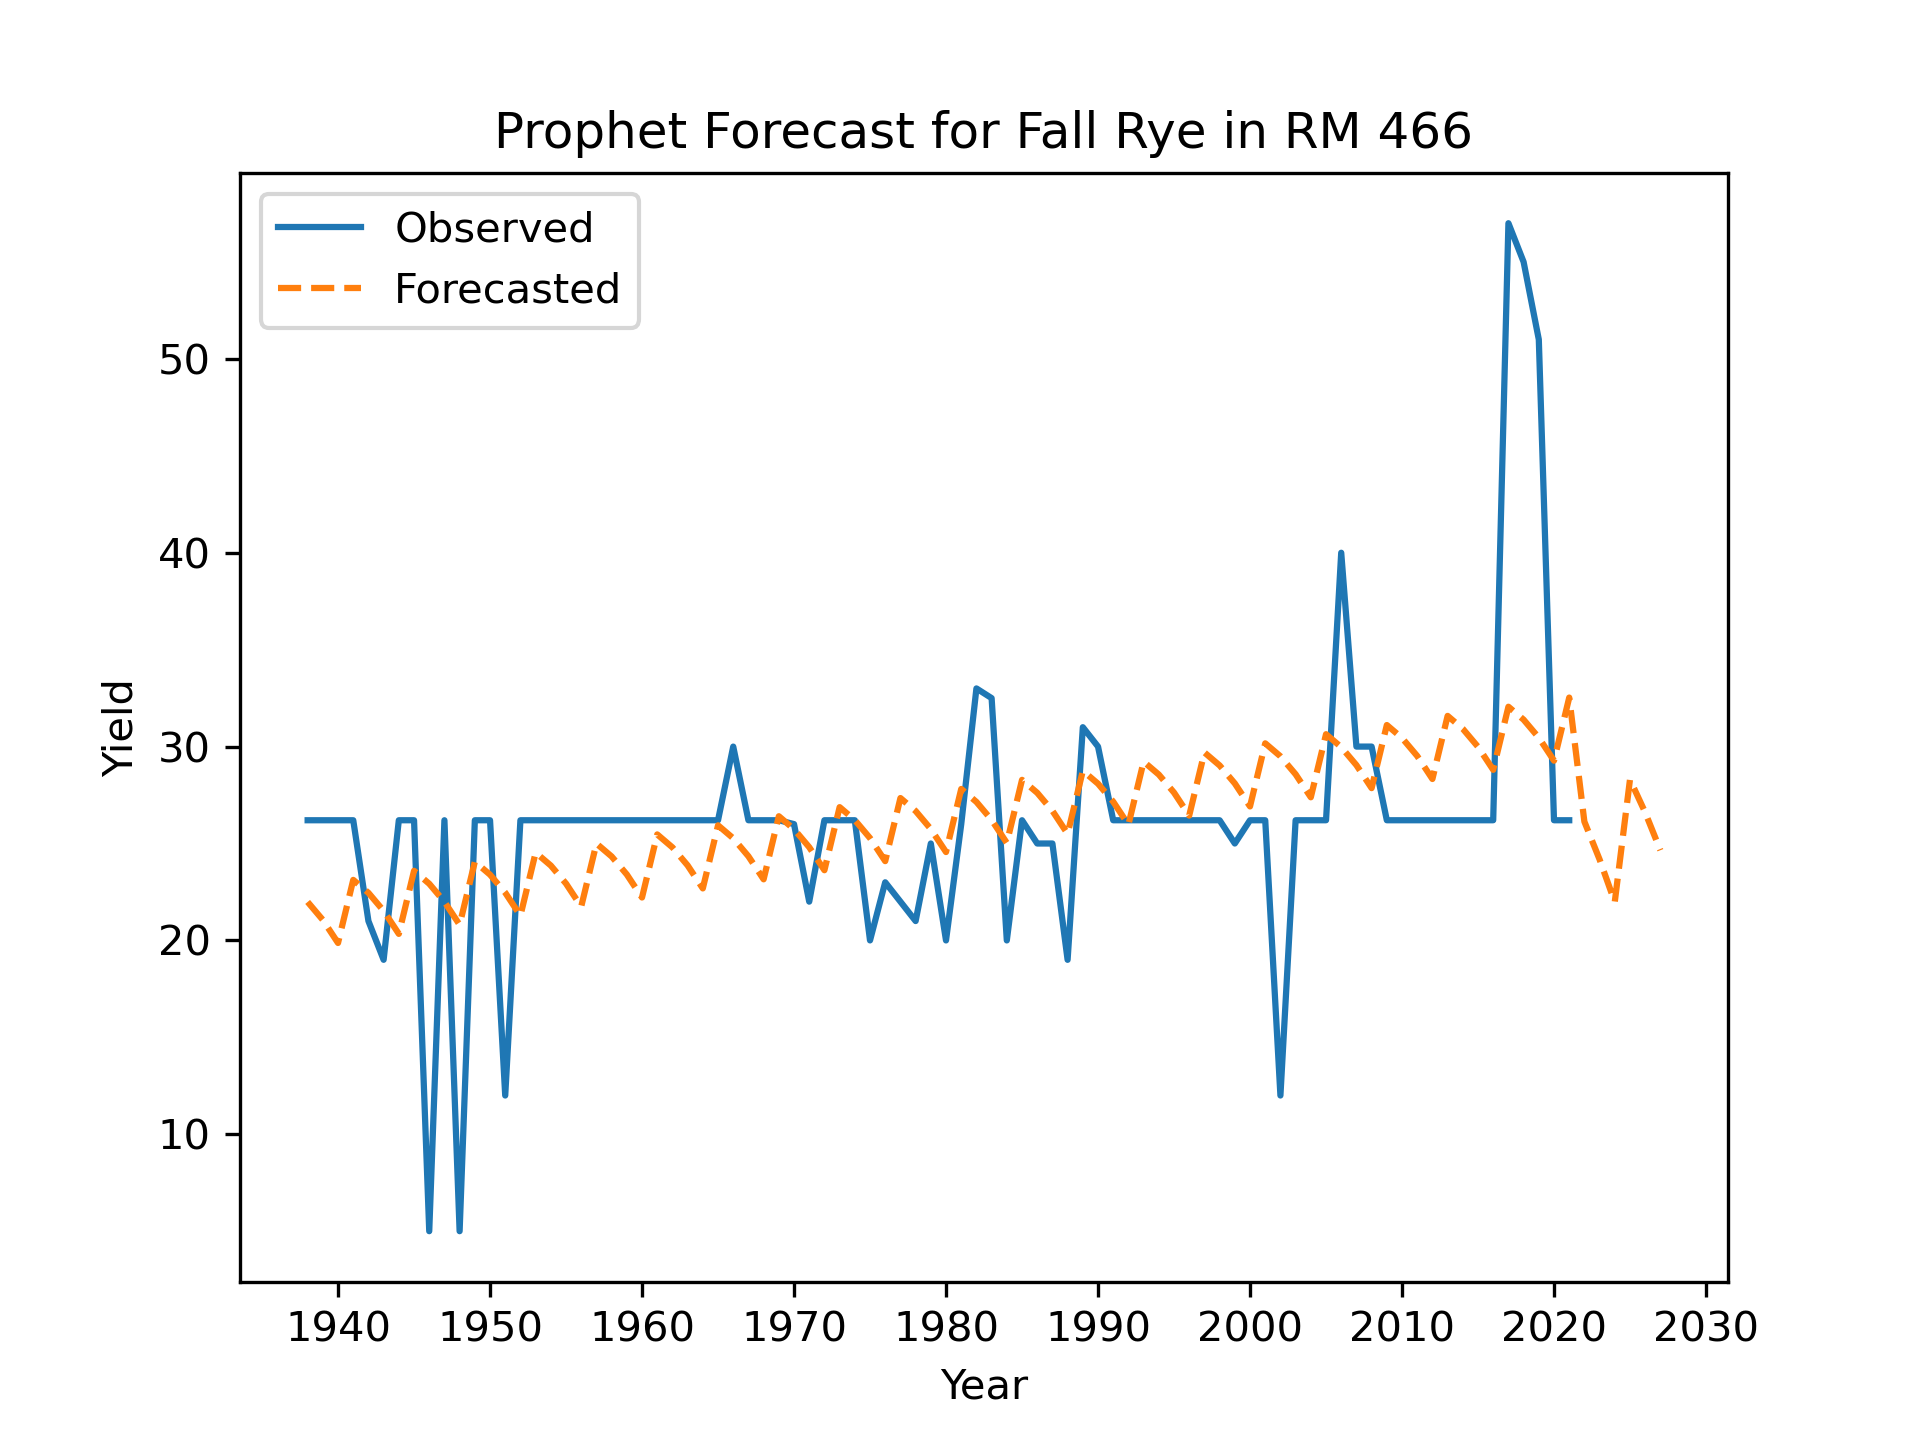 Prophet Forecast for Fall Rye in RM 466
Observed
Forecasted
50
40
30
20
10
Yield
1940 1950 1960 1970 1980 1990 2000 2010 2020 2030
Year